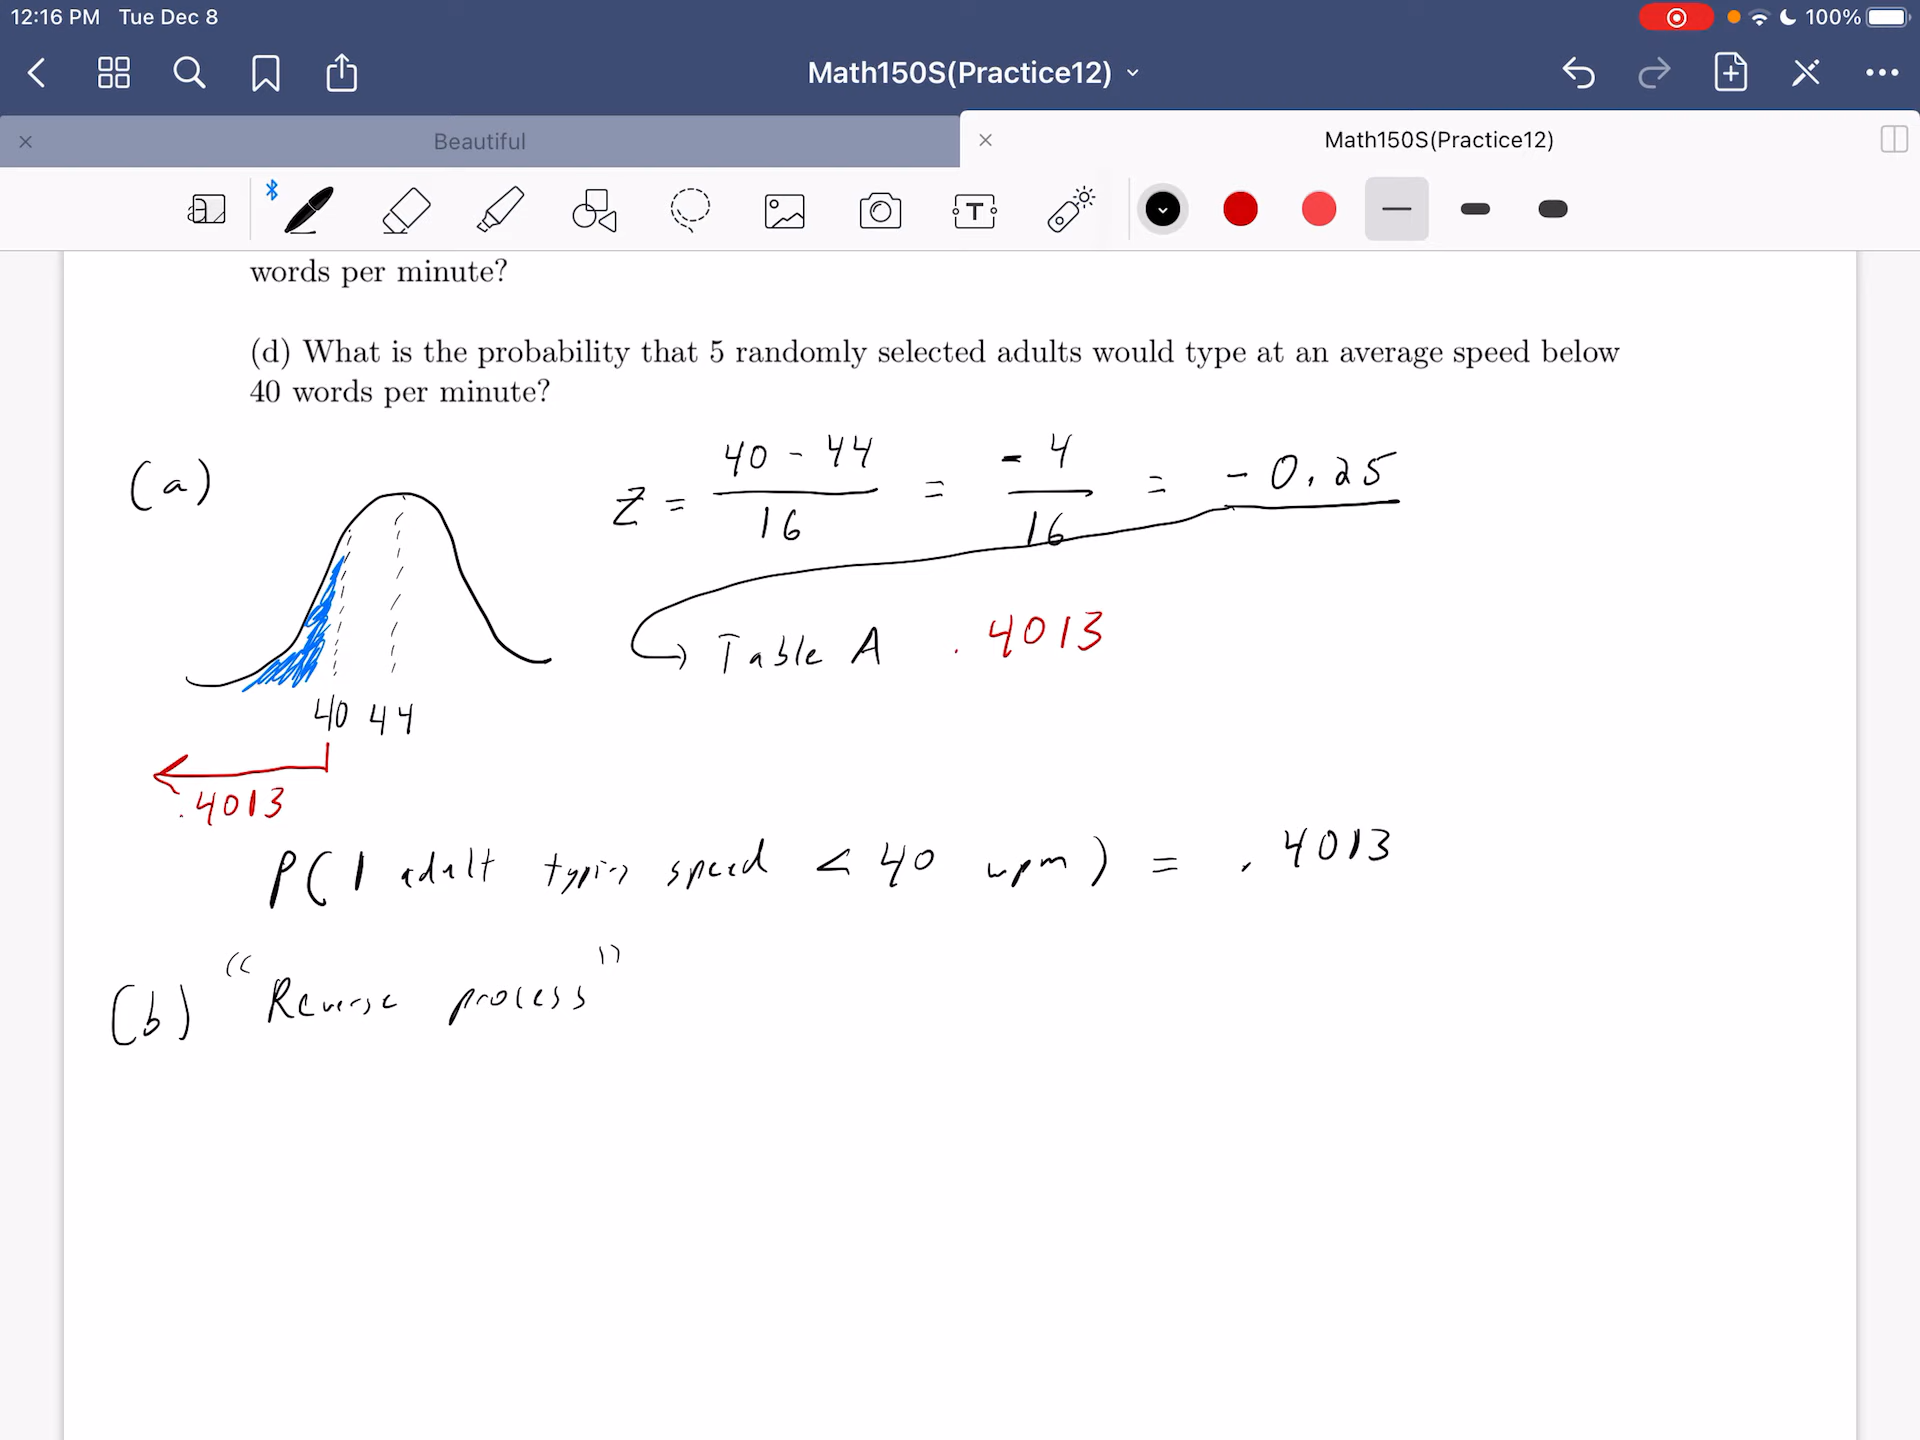 12:16 PM Tue Dec 8
100%
Math150S(Practice12)
Beautiful
Math150S(Practice12)
words per minute?
(d) What is the probability that 5 randomly selected adults would type at an average speed below
40 words per minute?
(a)
z = 40 - 44 / 16 = -4 / 16 = -0.25
Table A .4013
40 44
.4013
P(1 adult typing speed < 40 wpm) = .4013
(b) "Reverse process"